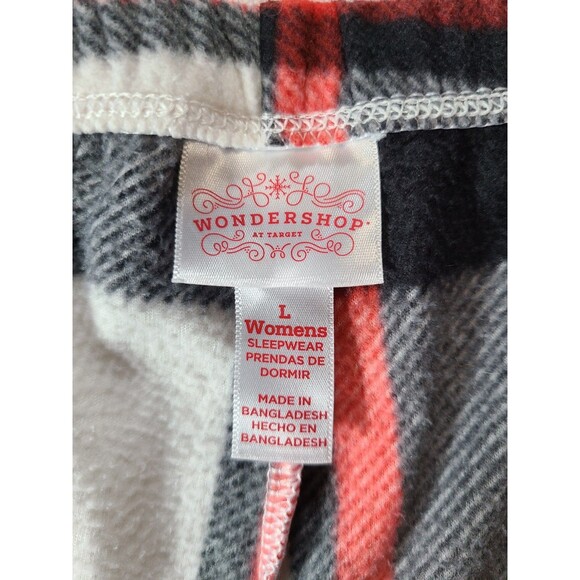 WONDERSHOP
AT TARGET
L
Womens
SLEEPWEAR
PRENDAS DE
DORMIR
MADE IN
BANGLADESH
HECHO EN
BANGLADESH